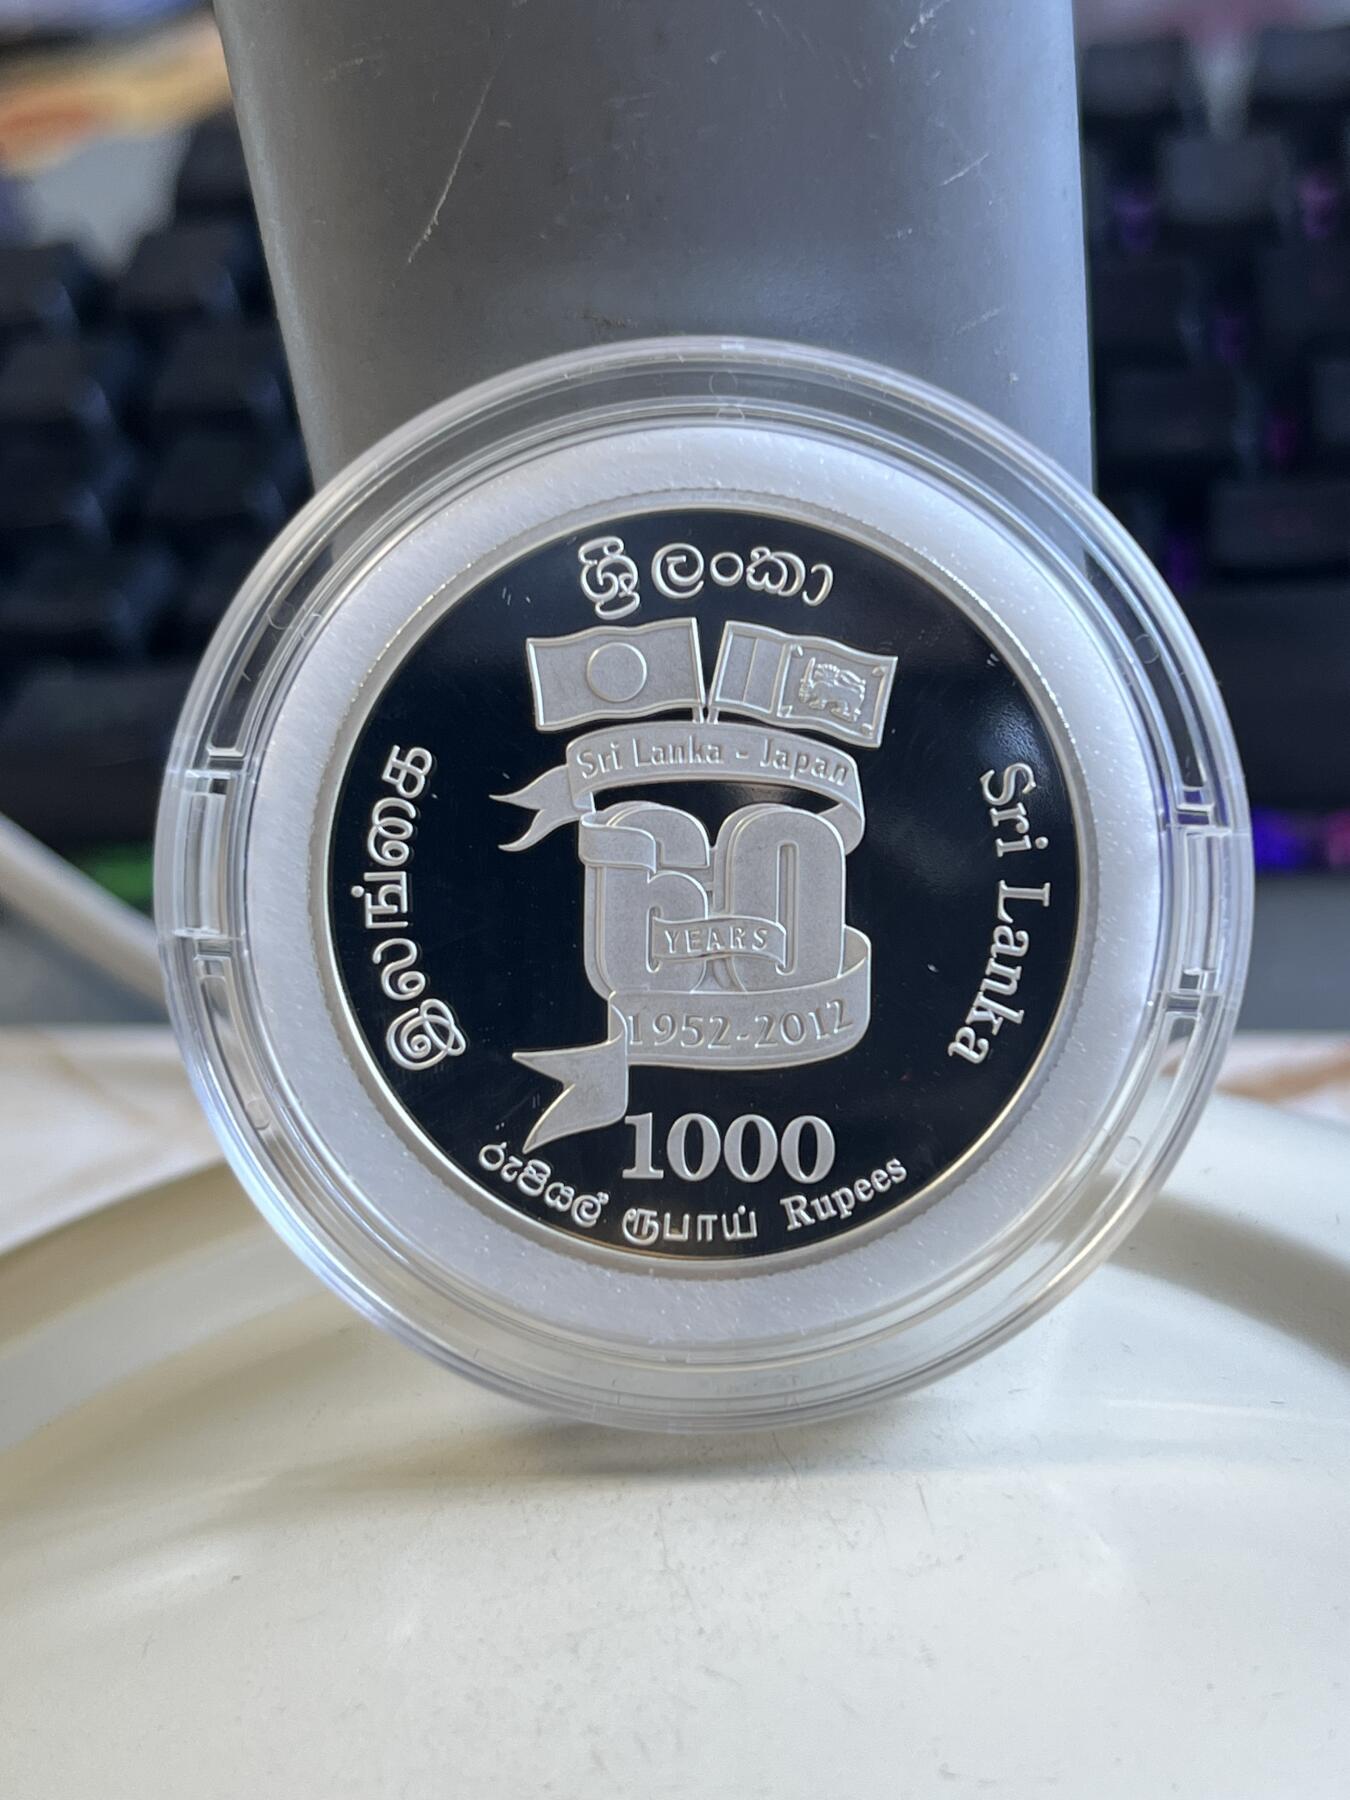 ශ්‍රී ලංකා
Sri Lanka - Japan
60
YEARS
1952-2012
இலங்கை
Sri Lanka
1000
රුපියල් ரூபாய் Rupees